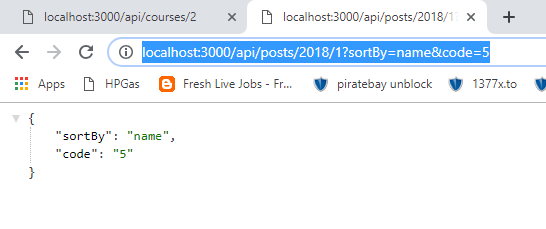 localhost:3000/api/courses/2
localhost:3000/api/posts/2018/1?
localhost:3000/api/posts/2018/1?sortBy=name&code=5
Apps HPGas Fresh Live Jobs - Fr... piratebay unblock 1377x.to
{
"sortBy": "name",
"code": "5"
}